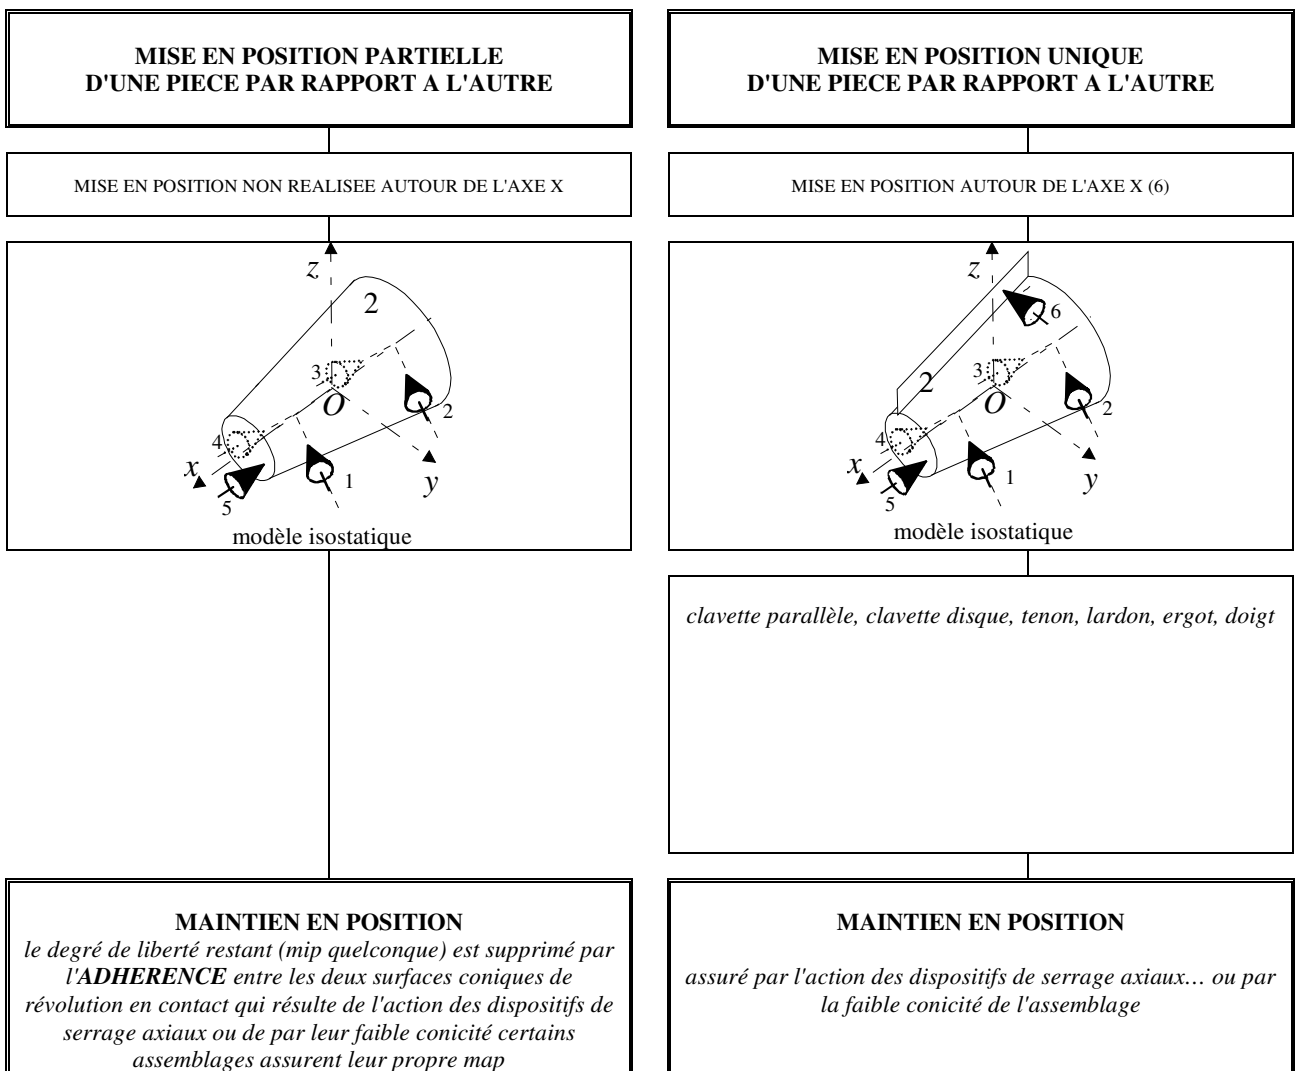 MISE EN POSITION PARTIELLE
D'UNE PIECE PAR RAPPORT A L'AUTRE
MISE EN POSITION NON REALISEE AUTOUR DE L'AXE X
z
2
3
O
2
4
x
1
y
5
modèle isostatique
MAINTIEN EN POSITION
le degré de liberté restant (mip quelconque) est supprimé par
l'ADHERENCE entre les deux surfaces coniques de
révolution en contact qui résulte de l'action des dispositifs de
serrage axiaux ou de par leur faible conicité certains
assemblages assurent leur propre map
MISE EN POSITION UNIQUE
D'UNE PIECE PAR RAPPORT A L'AUTRE
MISE EN POSITION AUTOUR DE L'AXE X (6)
z
6
3
2
O
2
4
x
1
y
5
modèle isostatique
clavette parallèle, clavette disque, tenon, lardon, ergot, doigt
MAINTIEN EN POSITION
assuré par l'action des dispositifs de serrage axiaux… ou par
la faible conicité de l'assemblage